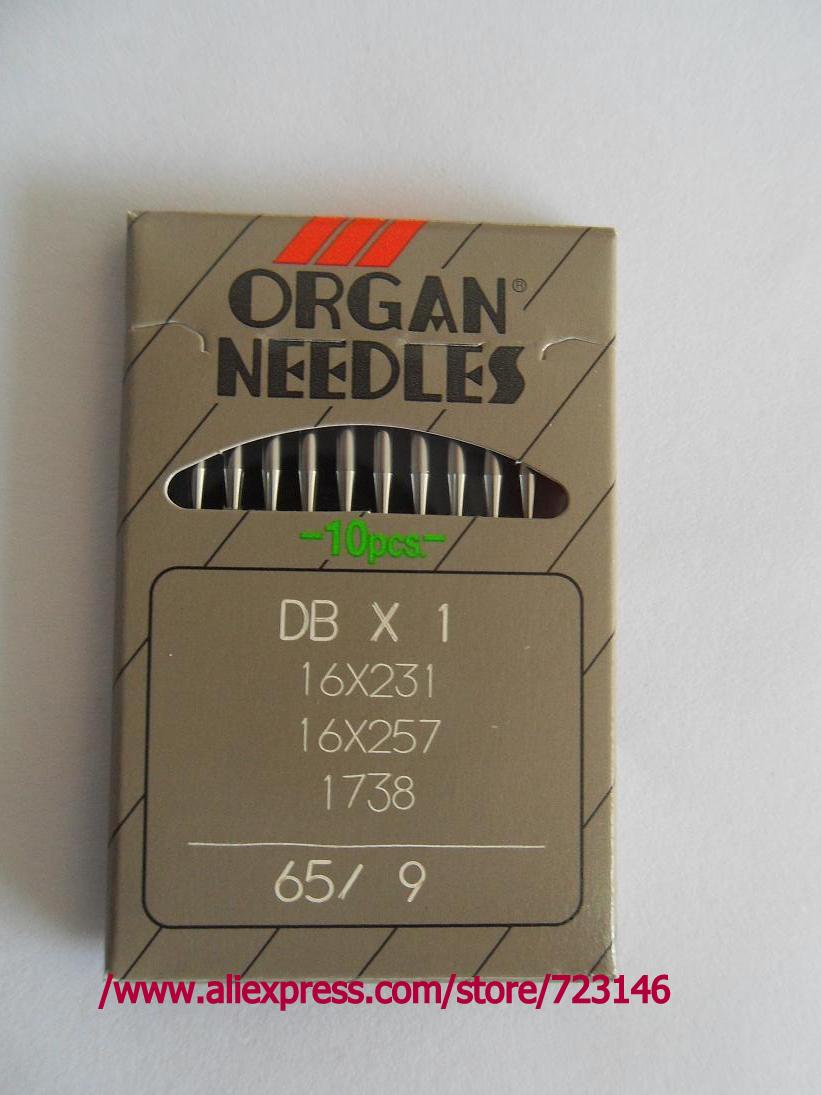 ORGAN®
NEEDLES
-10pcs.-
DB X 1
16X231
16X257
1738
65/ 9
/www.aliexpress.com/store/723146